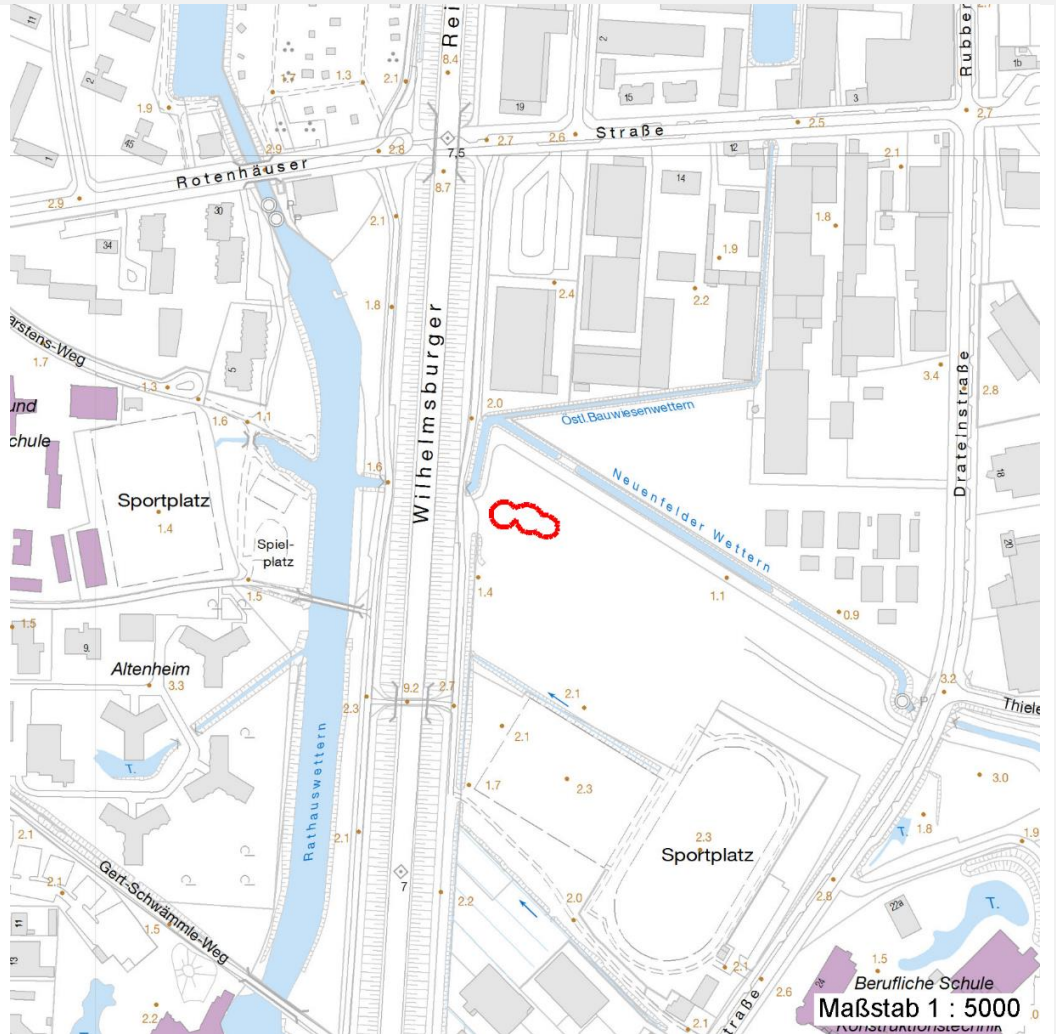 Rei
Rubber
11
2
2
15
3
1b
19
45
1
8.4
1.9
1.3
2.1
2.7
2.6
2.5
2.7
Straße
Rotenhäuser
2.9
2.8
7.5
8.7
12
14
2.1
2.9
30
34
2.1
1.8
1.9
2.2
1.8
2.4
arstens-Weg
1.7
1.3
5
1.8
Wilhelmsburger
3.4
2.8
Drateinstraße
1.6
1.1
2.0
Östl.Bauwiesenwettern
und
chule
Sportplatz
1.4
1.6
18
Neuenfelder Wettern
Spiel-
platz
20
1.5
1.5
1.4
1.1
0.9
9.
Altenheim
3.3
9.2
2.7
2.3
2.1
3.2
Thiele
T.
2.1
Rathauswettern
1.7
2.3
3.0
1.8
T.
2.1
2.1
2.3
Sportplatz
1.9
7
2.1
Gert-Schwämmle-Weg
2.2
2.8
11
1.5
2.0
22a
T.
13
2.1
2.6
24
1.5
Berufliche Schule
2.2
T.
2.1
traße
Maßstab 1 : 5000
Konstruktionstechnik